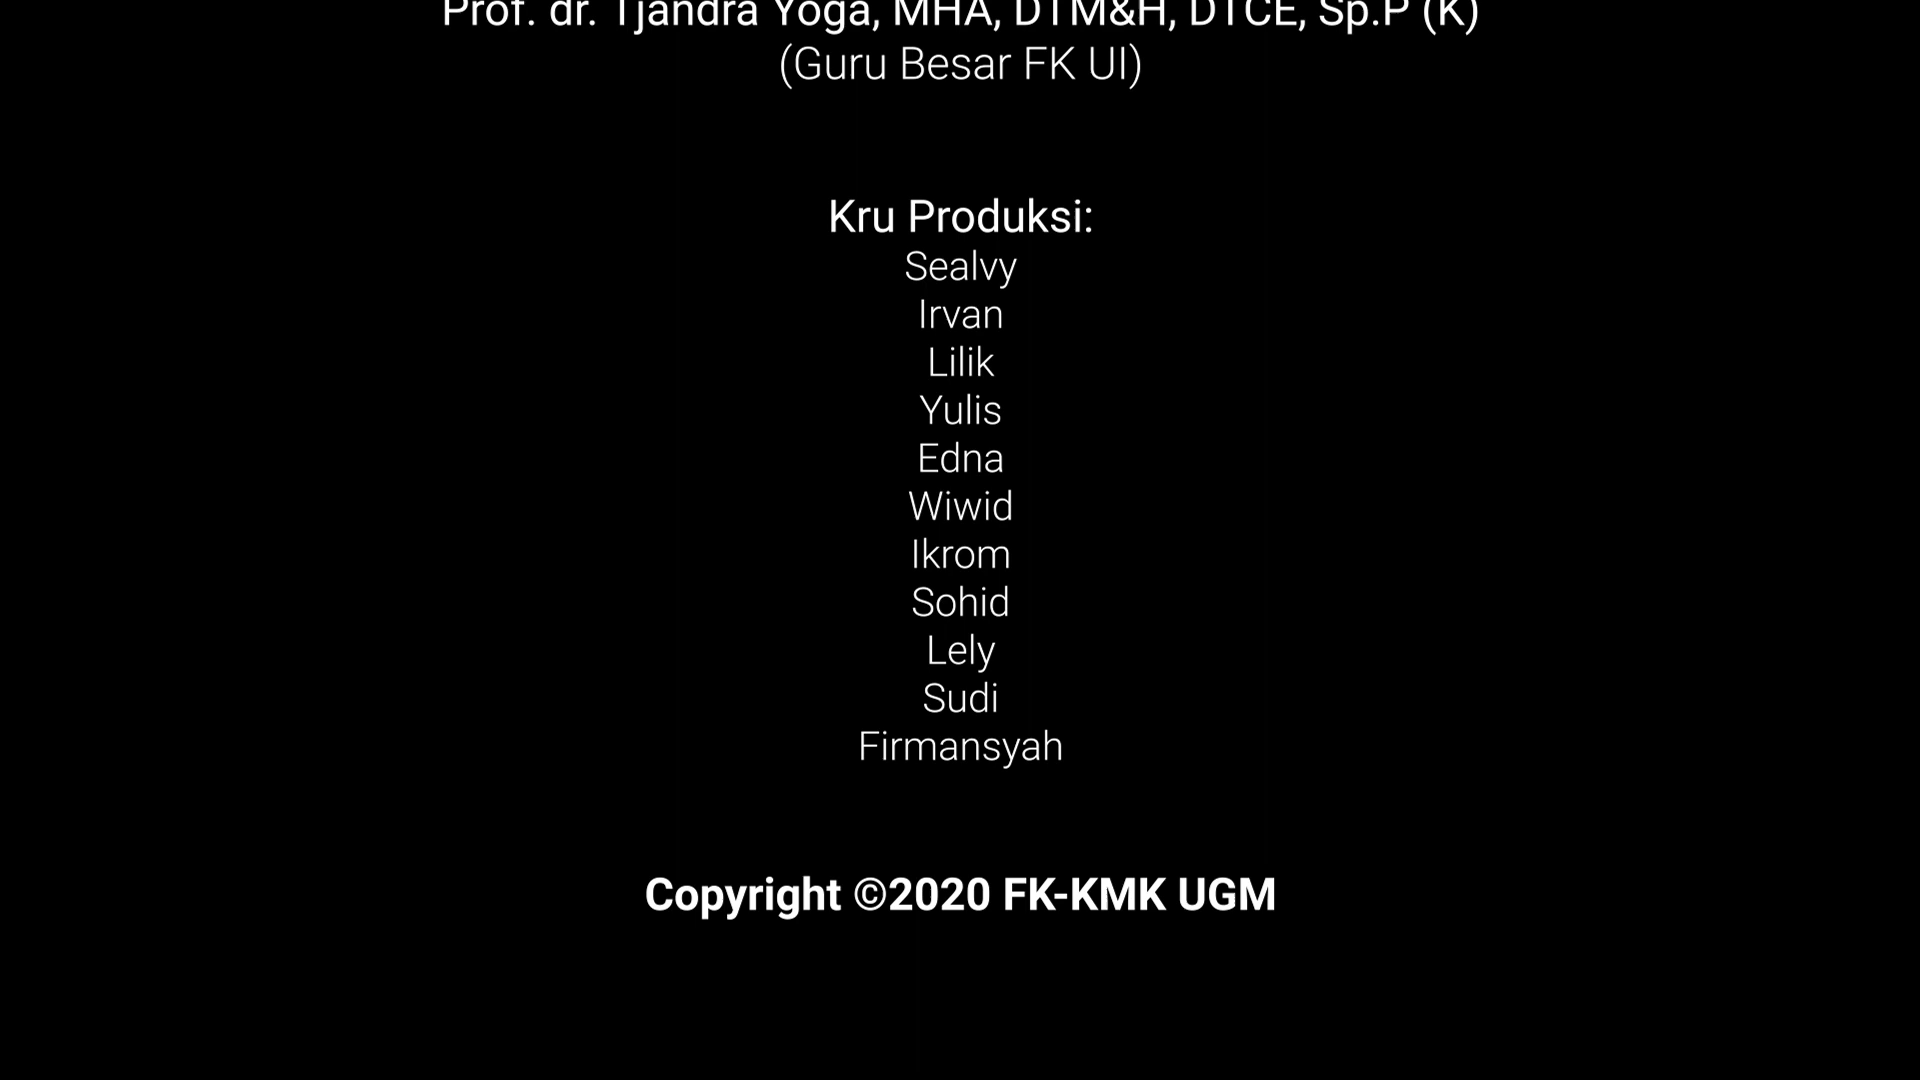 Prof. dr. Tjandra Yoga, MHA, DTM&H, DTCE, Sp.P (K)
(Guru Besar FK UI)
Kru Produksi:
Sealvy
Irvan
Lilik
Yulis
Edna
Wiwid
Ikrom
Sohid
Lely
Sudi
Firmansyah
Copyright ©2020 FK-KMK UGM